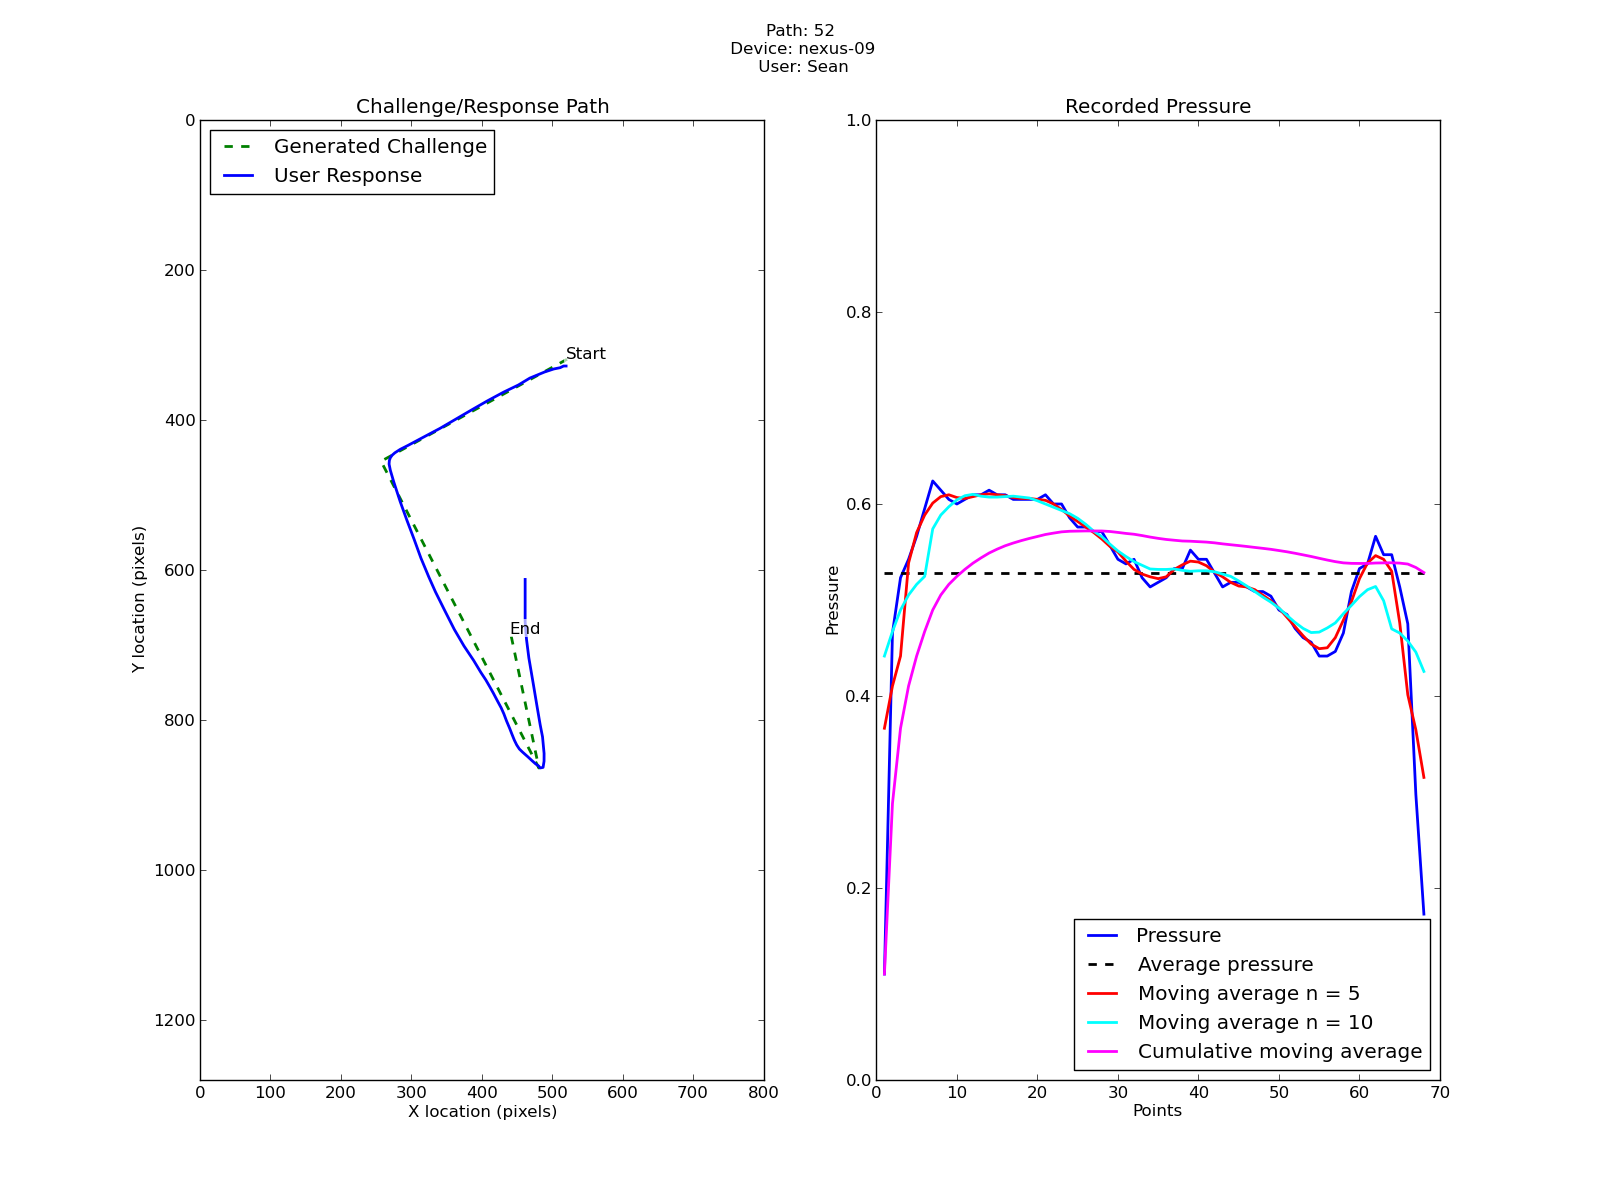 Path: 52
Device: nexus-09
User: Sean
Challenge/Response Path
0
200
400
600
800
1000
1200
Y location (pixels)
Generated Challenge
User Response
Start
End
0 100 200 300 400 500 600 700 800
X location (pixels)
Recorded Pressure
1.0
0.8
0.6
0.4
0.2
0.0
Pressure
Pressure
Average pressure
Moving average n = 5
Moving average n = 10
Cumulative moving average
0 10 20 30 40 50 60 70
Points